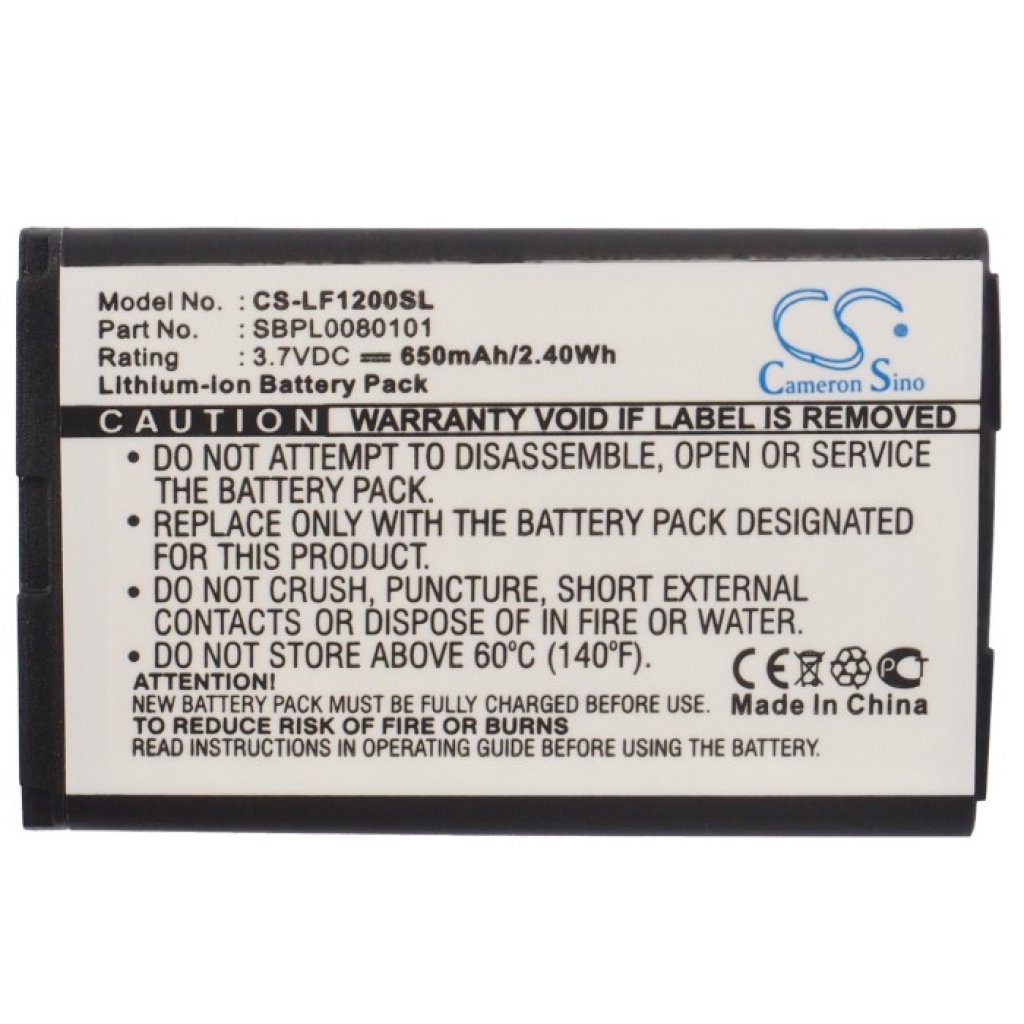 CS
Cameron Sino
Model No. : CS-LF1200SL
Part No. : SBPL0080101
Rating : 3.7VDC ⎓ 650mAh/2.40Wh
Lithium-ion Battery Pack
CAUTION WARRANTY VOID IF LABEL IS REMOVED
• DO NOT ATTEMPT TO DISASSEMBLE, OPEN OR SERVICE
THE BATTERY PACK.
• REPLACE ONLY WITH THE BATTERY PACK DESIGNATED
FOR THIS PRODUCT.
• DO NOT CRUSH, PUNCTURE, SHORT EXTERNAL
CONTACTS OR DISPOSE OF IN FIRE OR WATER.
• DO NOT STORE ABOVE 60°C (140°F).
ATTENTION!
NEW BATTERY PACK MUST BE FULLY CHARGED BEFORE USE.
TO REDUCE RISK OF FIRE OR BURNS
READ INSTRUCTIONS IN OPERATING GUIDE BEFORE USING THE BATTERY.
CE PCT
Made In China